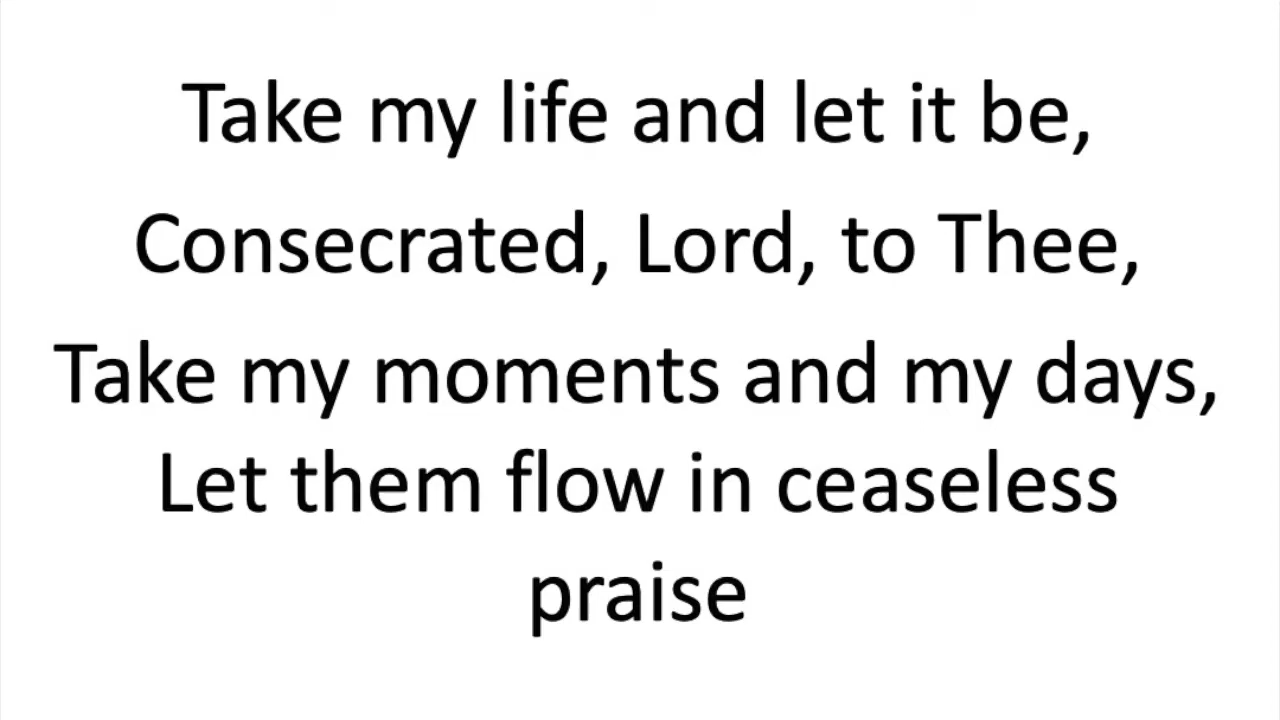 Take my life and let it be,
Consecrated, Lord, to Thee,
Take my moments and my days,
Let them flow in ceaseless
praise